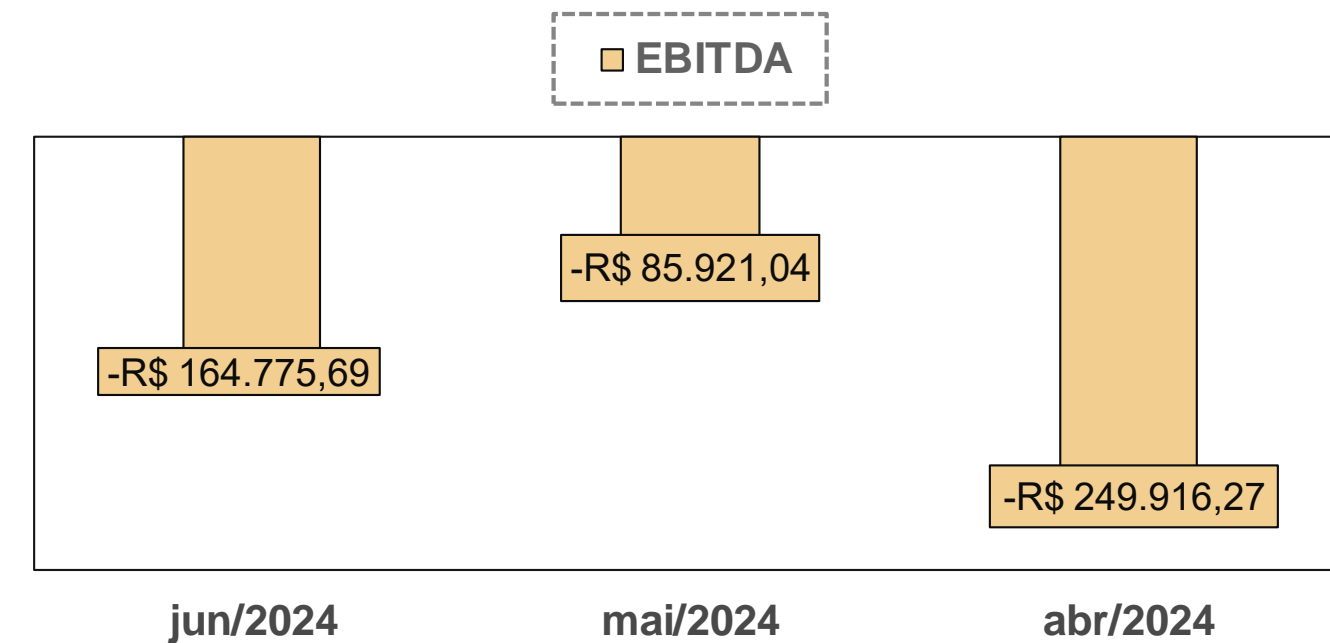 EBITDA
-R$ 85.921,04
-R$ 164.775,69
-R$ 249.916,27
jun/2024
mai/2024
abr/2024